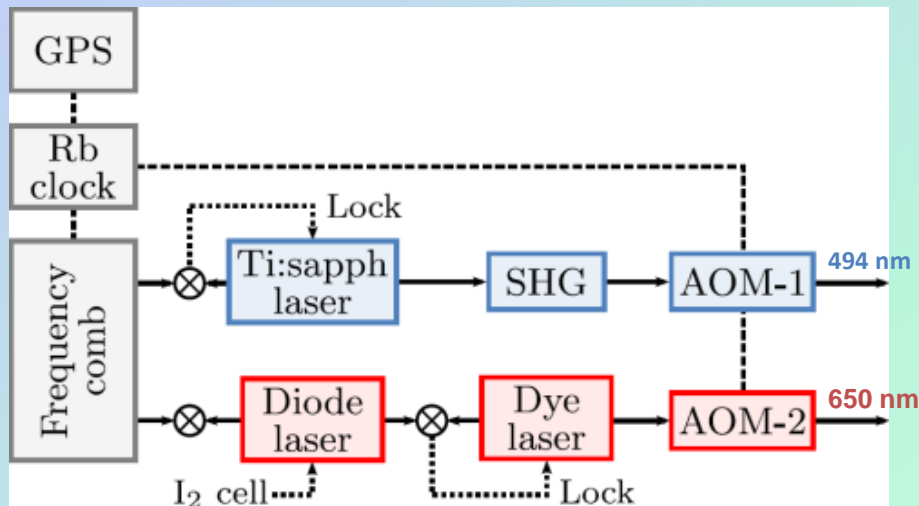 GPS
Rb
clock
Lock
Frequency
comb
Ti:sapph
laser
SHG
AOM-1
494 nm
Diode
laser
Dye
laser
AOM-2
650 nm
I₂ cell
Lock